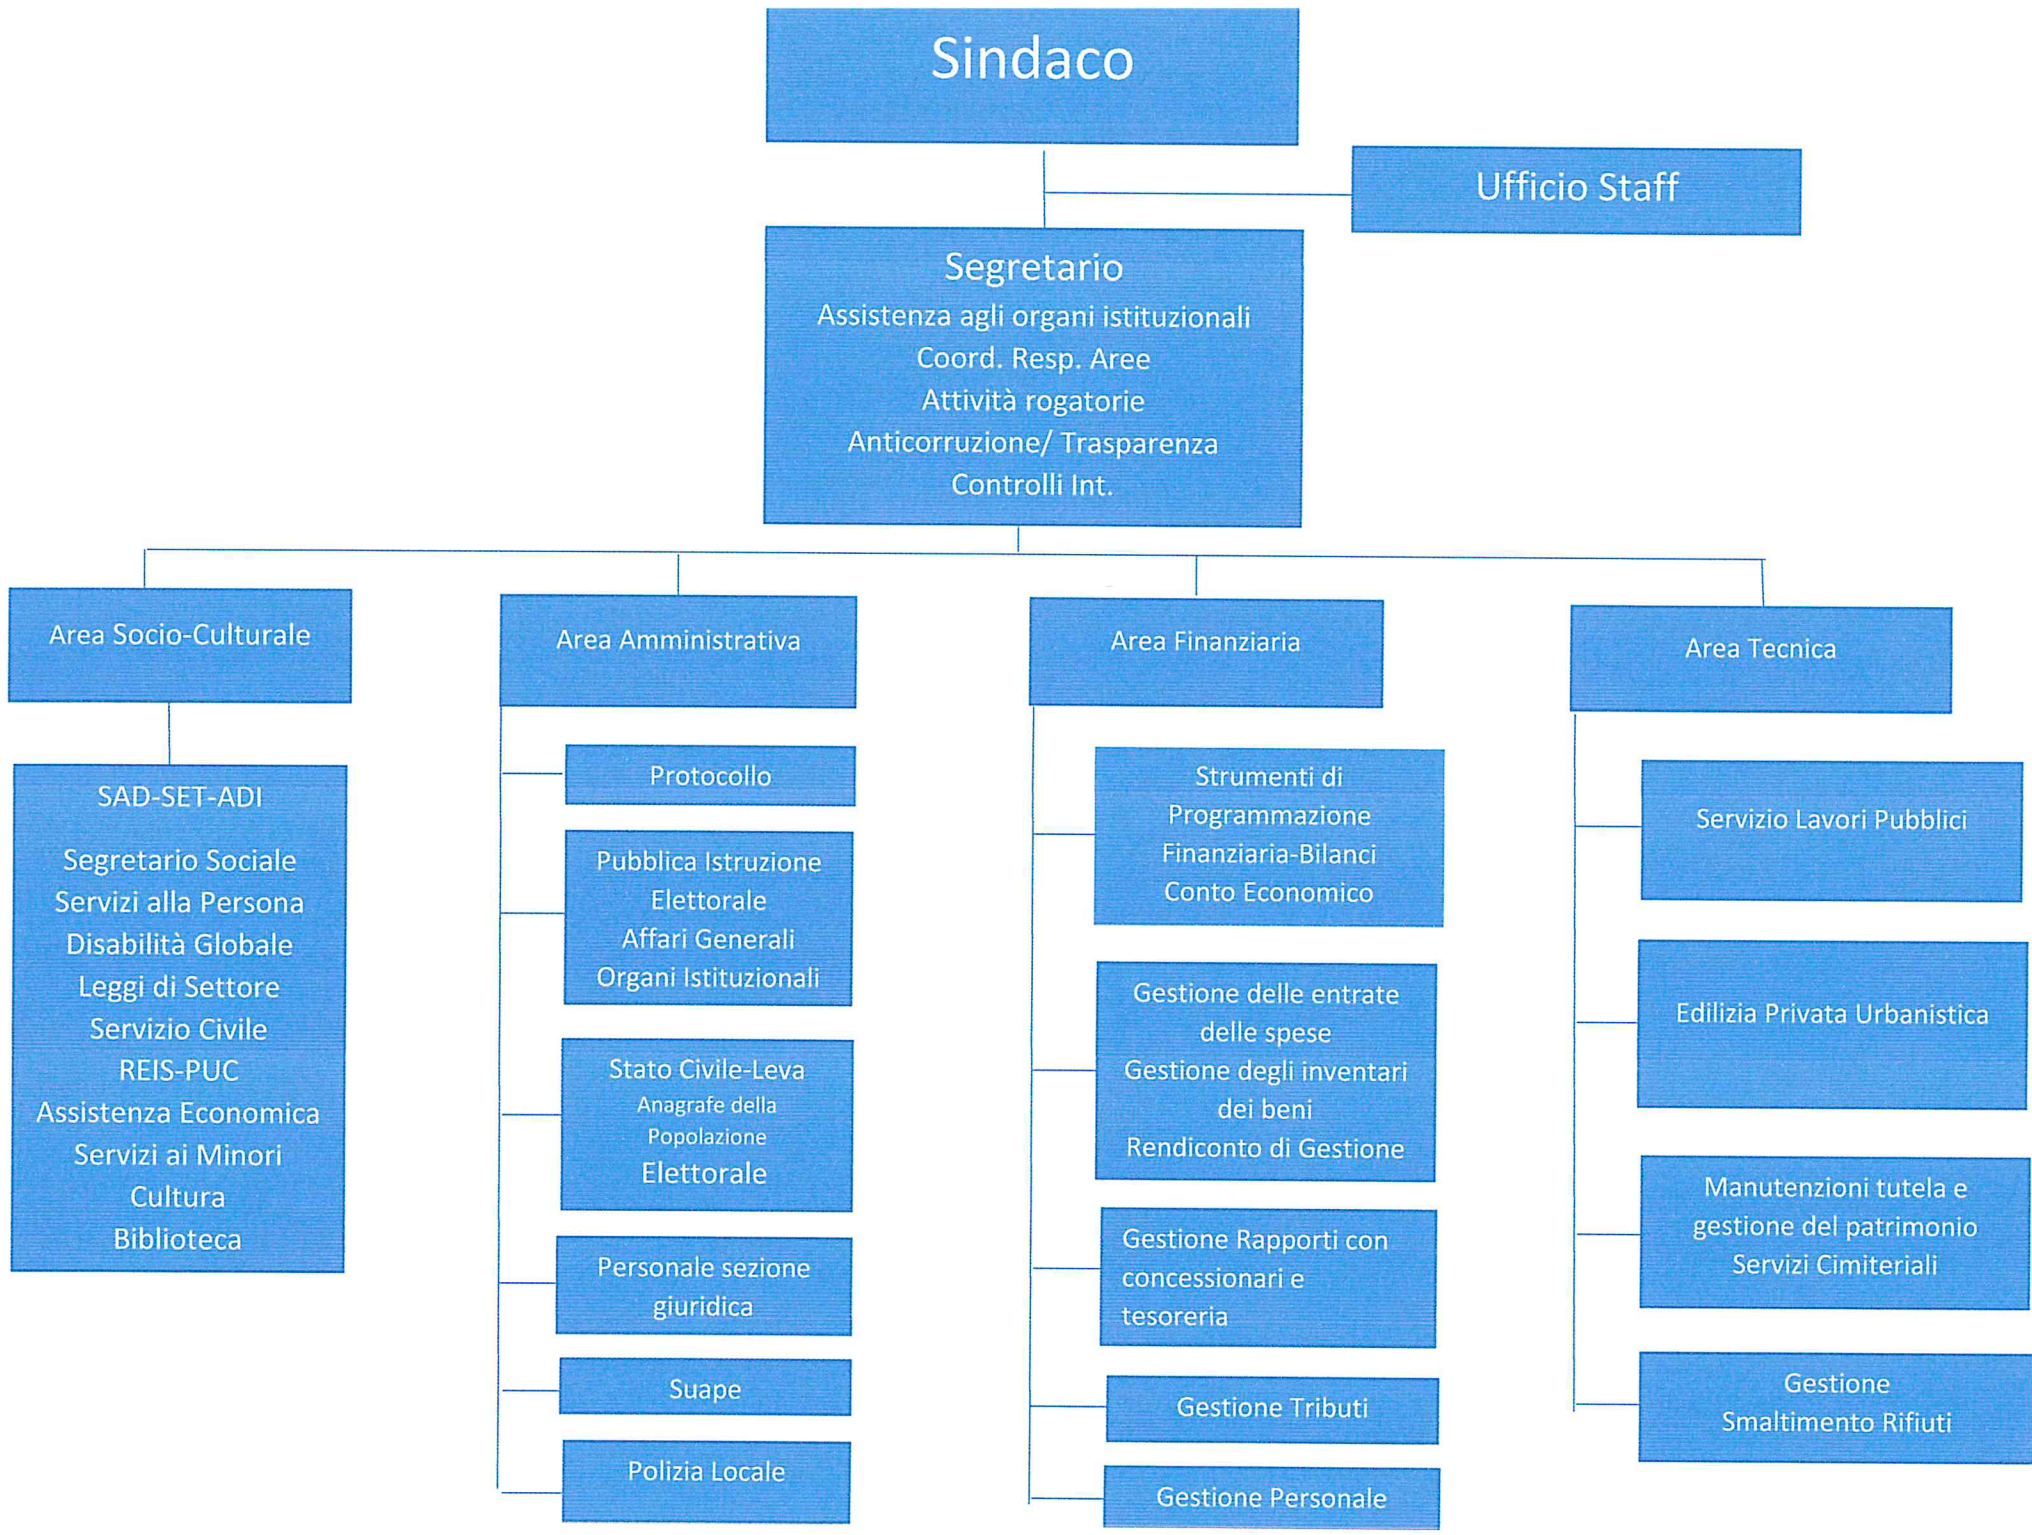 Sindaco
Ufficio Staff
Segretario
Assistenza agli organi istituzionali
Coord. Resp. Aree
Attività rogatorie
Anticorruzione/ Trasparenza
Controlli Int.
Area Socio-Culturale
SAD-SET-ADI
Segretario Sociale
Servizi alla Persona
Disabilità Globale
Leggi di Settore
Servizio Civile
REIS-PUC
Assistenza Economica
Servizi ai Minori
Cultura
Biblioteca
Area Amministrativa
Protocollo
Pubblica Istruzione
Elettorale
Affari Generali
Organi Istituzionali
Stato Civile-Leva
Anagrafe della
Popolazione
Elettorale
Personale sezione
giuridica
Suape
Polizia Locale
Area Finanziaria
Strumenti di
Programmazione
Finanziaria-Bilanci
Conto Economico
Gestione delle entrate
delle spese
Gestione degli inventari
dei beni
Rendiconto di Gestione
Gestione Rapporti con
concessionari e
tesoreria
Gestione Tributi
Gestione Personale
Area Tecnica
Servizio Lavori Pubblici
Edilizia Privata Urbanistica
Manutenzioni tutela e
gestione del patrimonio
Servizi Cimiteriali
Gestione
Smaltimento Rifiuti